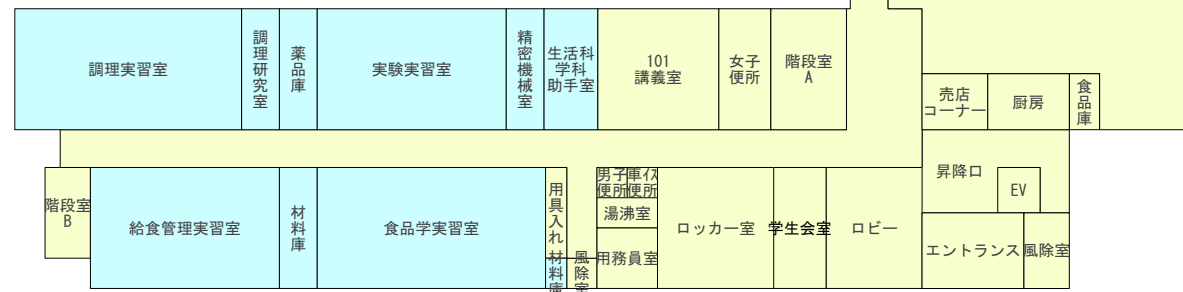 調理実習室
調理研究室
薬品庫
実験実習室
精密機械室
生活科
学科
助手室
101
講義室
女子
便所
階段室
A
売店
コーナー
厨房
食品庫
階段室
B
給食管理実習室
材料庫
食品学実習室
用具入れ
材料庫
風除室
男子
便所
車イス
便所
湯沸室
用務員室
ロッカー室
学生会室
ロビー
昇降口
EV
エントランス
風除室